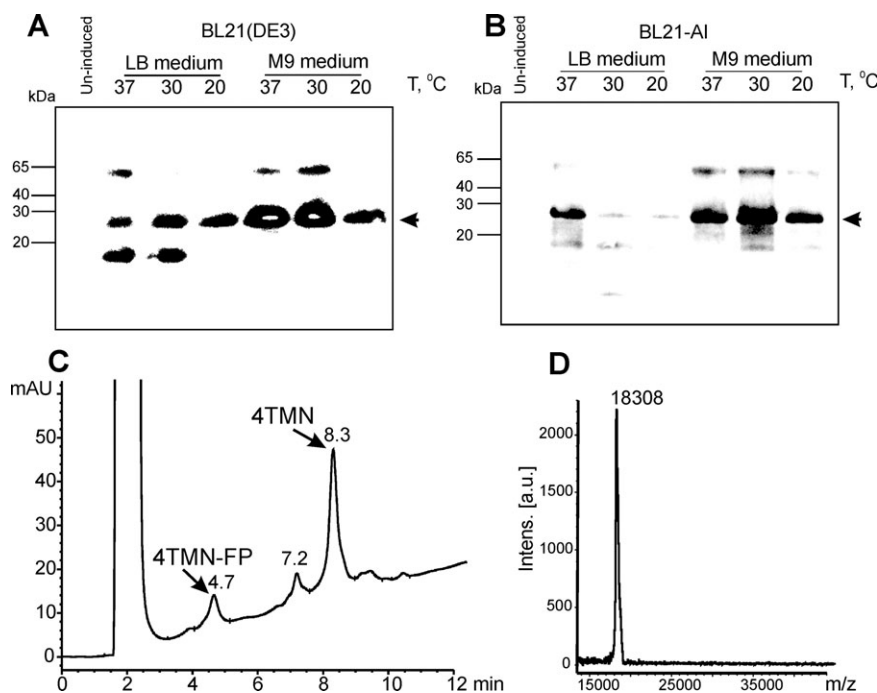 A
BL21(DE3)
Un-induced
LB medium
M9 medium
37 30 20 37 30 20 T, °C
kDa
65
40
30
20
B
BL21-AI
Un-induced
LB medium
M9 medium
37 30 20 37 30 20 T, °C
kDa
65
40
30
20
C
mAU
50
40
30
20
10
0
4TMN
8.3
4TMN-FP
4.7
7.2
0 2 4 6 8 10 12 min
D
18308
Intens. [a.u.]
2000
1500
1000
500
0
15000 25000 35000 m/z